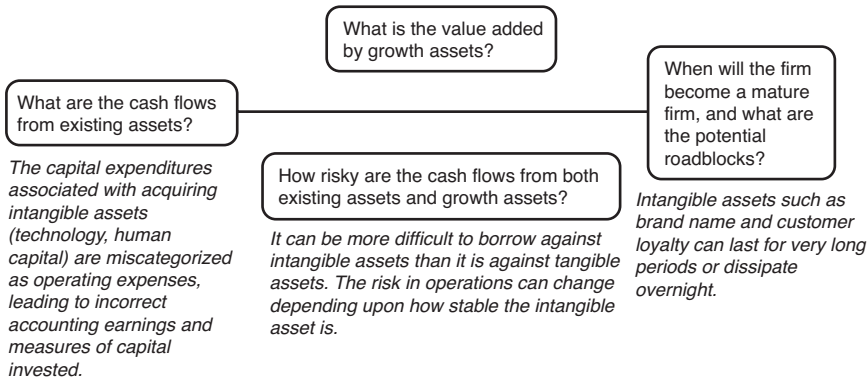 What is the value added
by growth assets?
What are the cash flows
from existing assets?
The capital expenditures
associated with acquiring
intangible assets
(technology, human
capital) are miscategorized
as operating expenses,
leading to incorrect
accounting earnings and
measures of capital
invested.
How risky are the cash flows from both
existing assets and growth assets?
It can be more difficult to borrow against
intangible assets than it is against tangible
assets. The risk in operations can change
depending upon how stable the intangible
asset is.
When will the firm
become a mature
firm, and what are
the potential
roadblocks?
Intangible assets such as
brand name and customer
loyalty can last for very long
periods or dissipate
overnight.